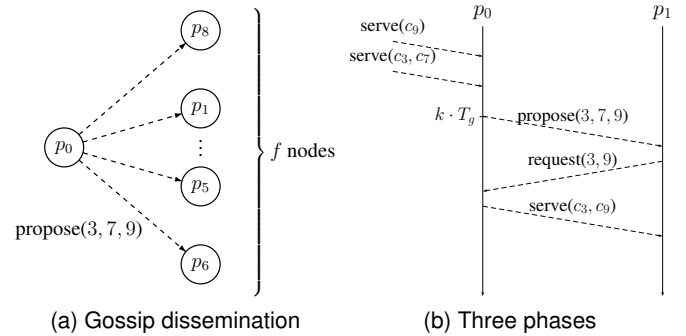 p8
p1
⋮
p0
f nodes
p5
propose(3, 7, 9)
p6
(a) Gossip dissemination
p0
p1
serve(c9)
serve(c3, c7)
k · Tg
propose(3, 7, 9)
request(3, 9)
serve(c3, c9)
(b) Three phases